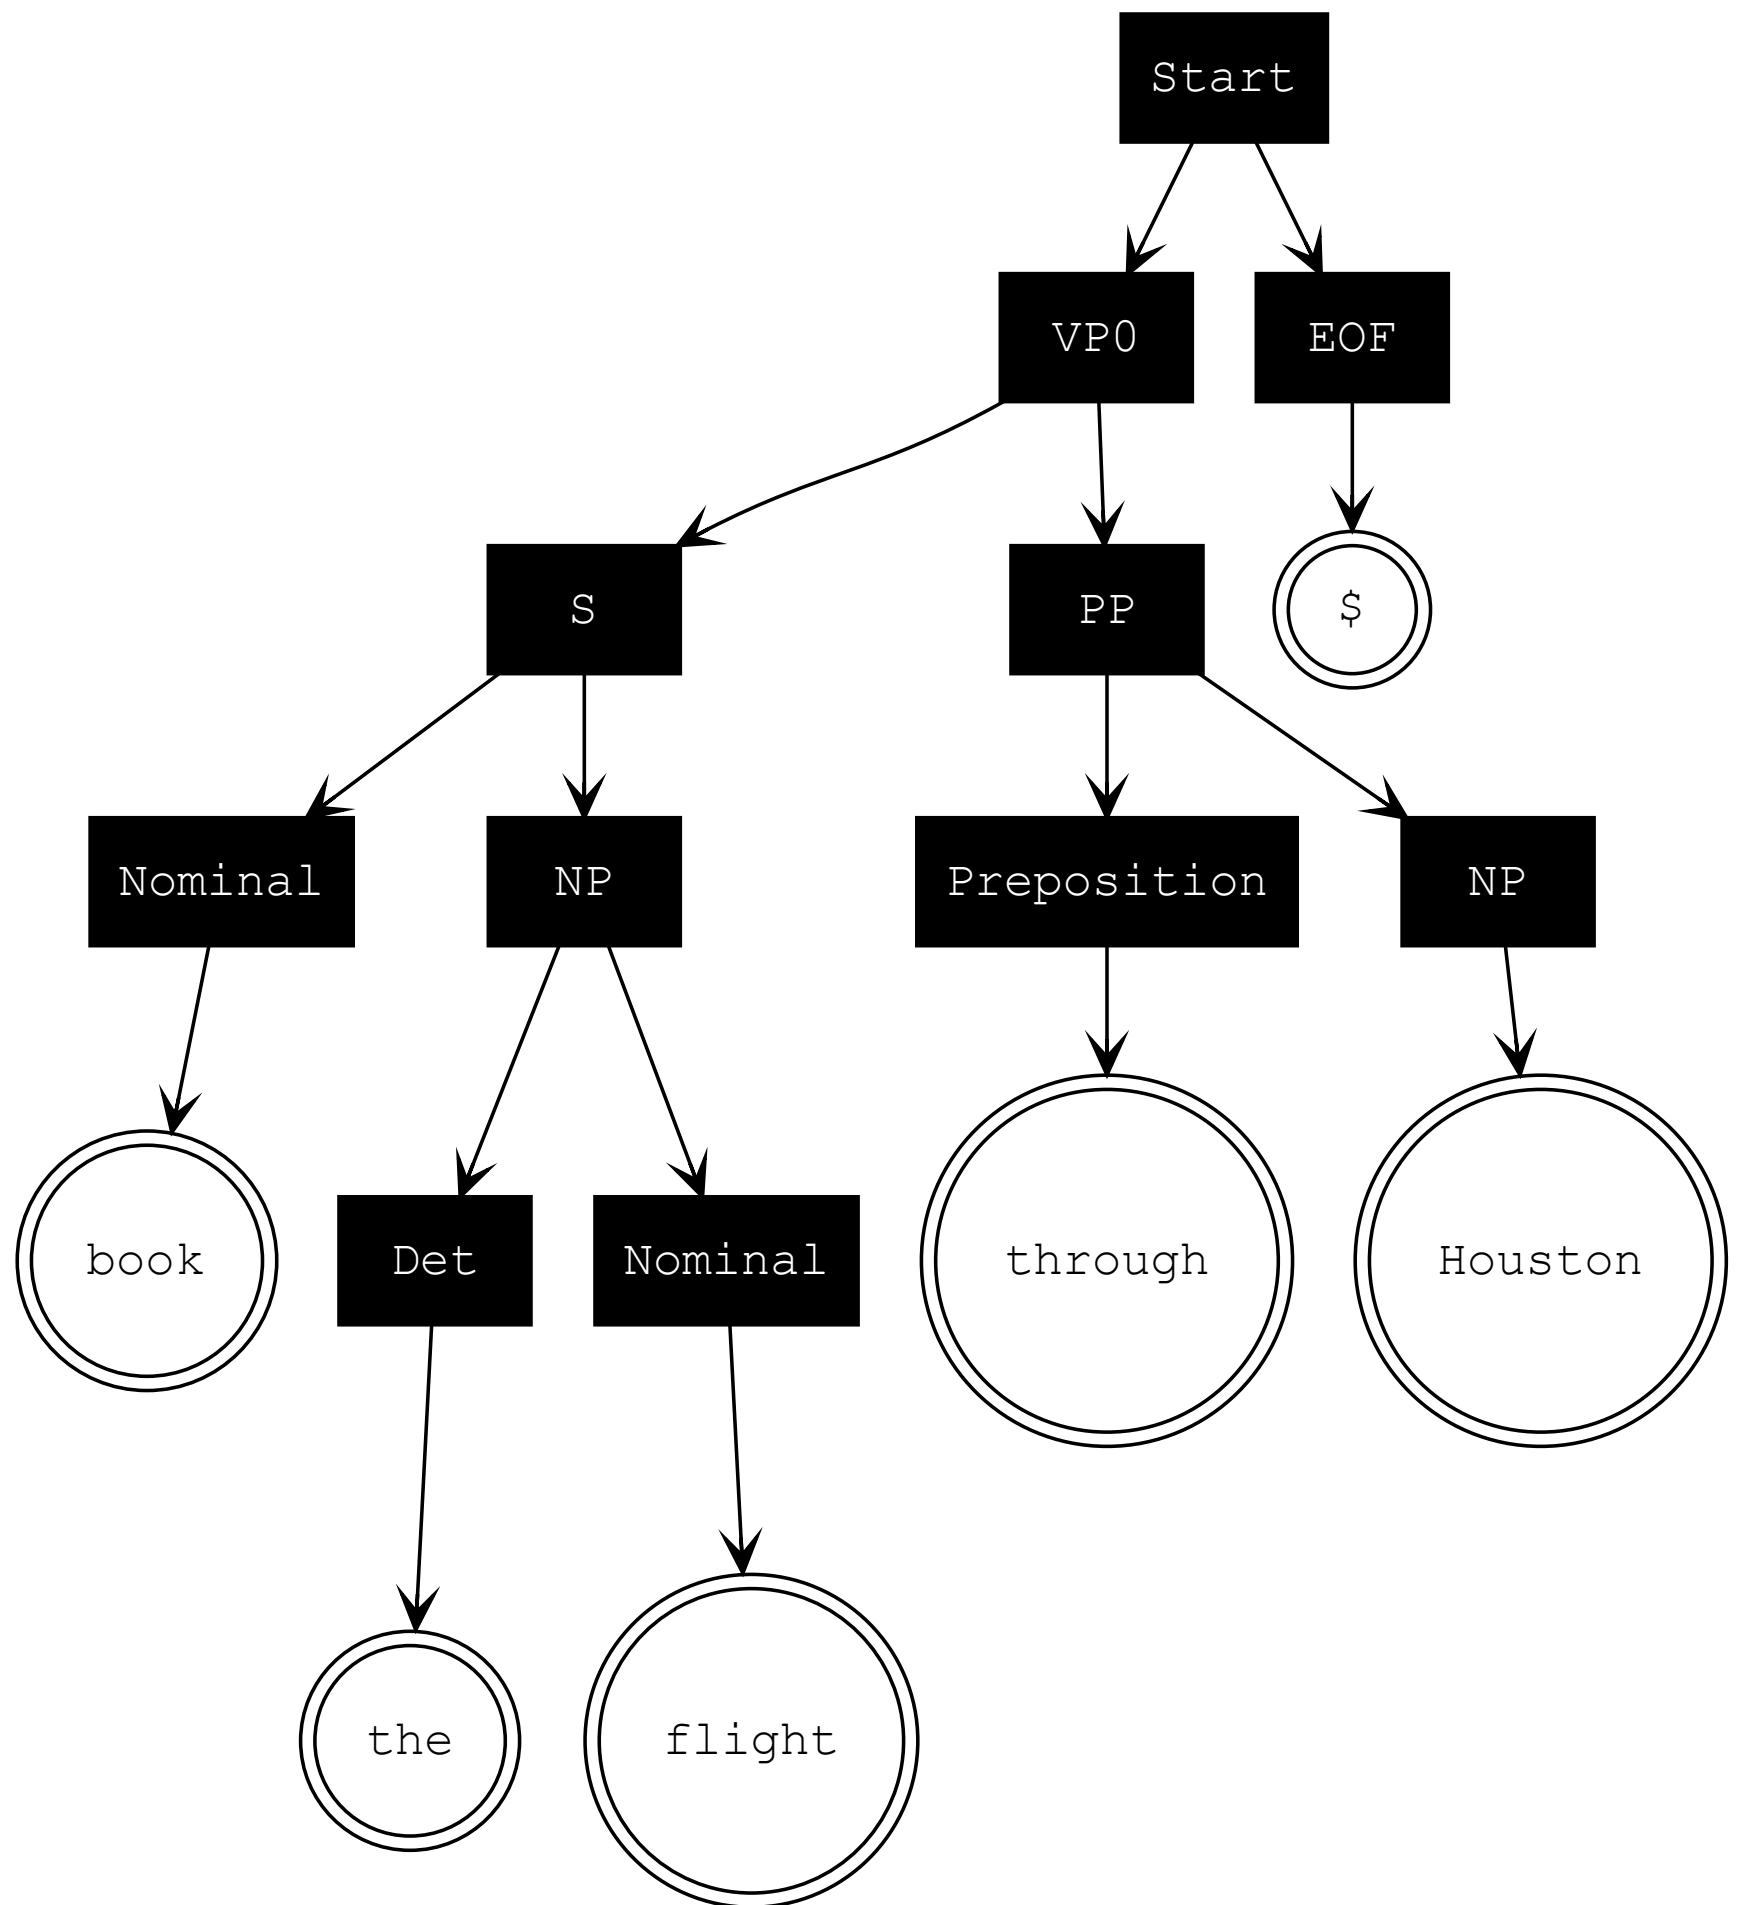 Start
VP0
EOF
S
PP
$
Nominal
NP
Preposition
NP
book
Det
Nominal
through
Houston
the
flight